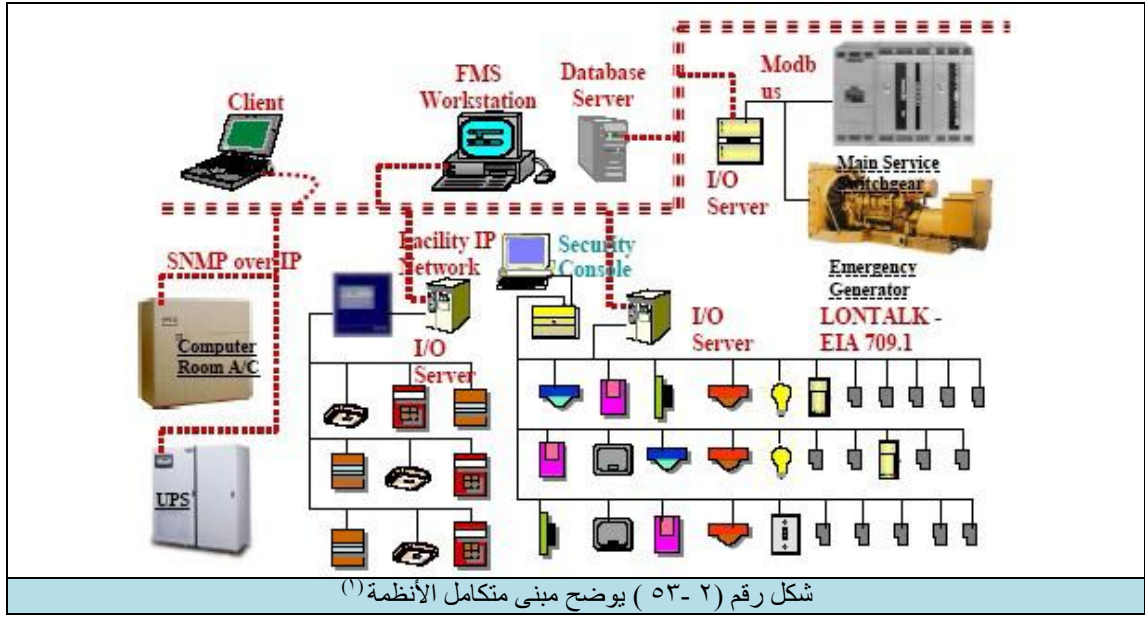 Client
FMS
Workstation
Database
Server
Modb
us
I/O
Server
Main Service
Switchgear
Emergency
Generator
SNMP over IP
Facility IP
Network
Security
Console
Computer
Room A/C
I/O
Server
I/O
Server
LONTALK -
EIA 709.1
UPS
شكل رقم (٢ -٥٣ ) يوضح مبنى متكامل الأنظمة (١)